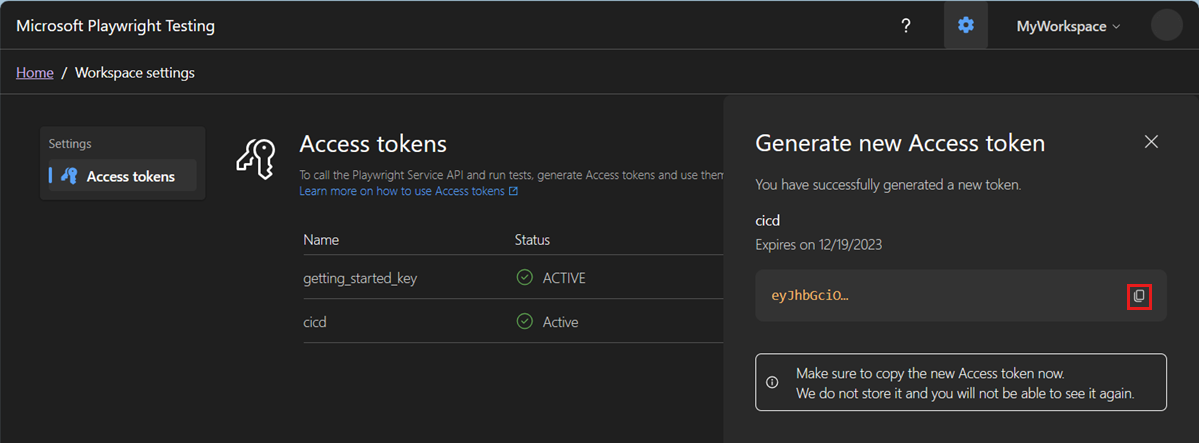 Microsoft Playwright Testing
?
MyWorkspace
Home / Workspace settings
Settings
Access tokens
Access tokens
To call the Playwright Service API and run tests, generate Access tokens and use them
Learn more on how to use Access tokens
Name Status
getting_started_key ACTIVE
cicd Active
Generate new Access token
You have successfully generated a new token.
cicd
Expires on 12/19/2023
eyJhbGciO…
Make sure to copy the new Access token now.
We do not store it and you will not be able to see it again.